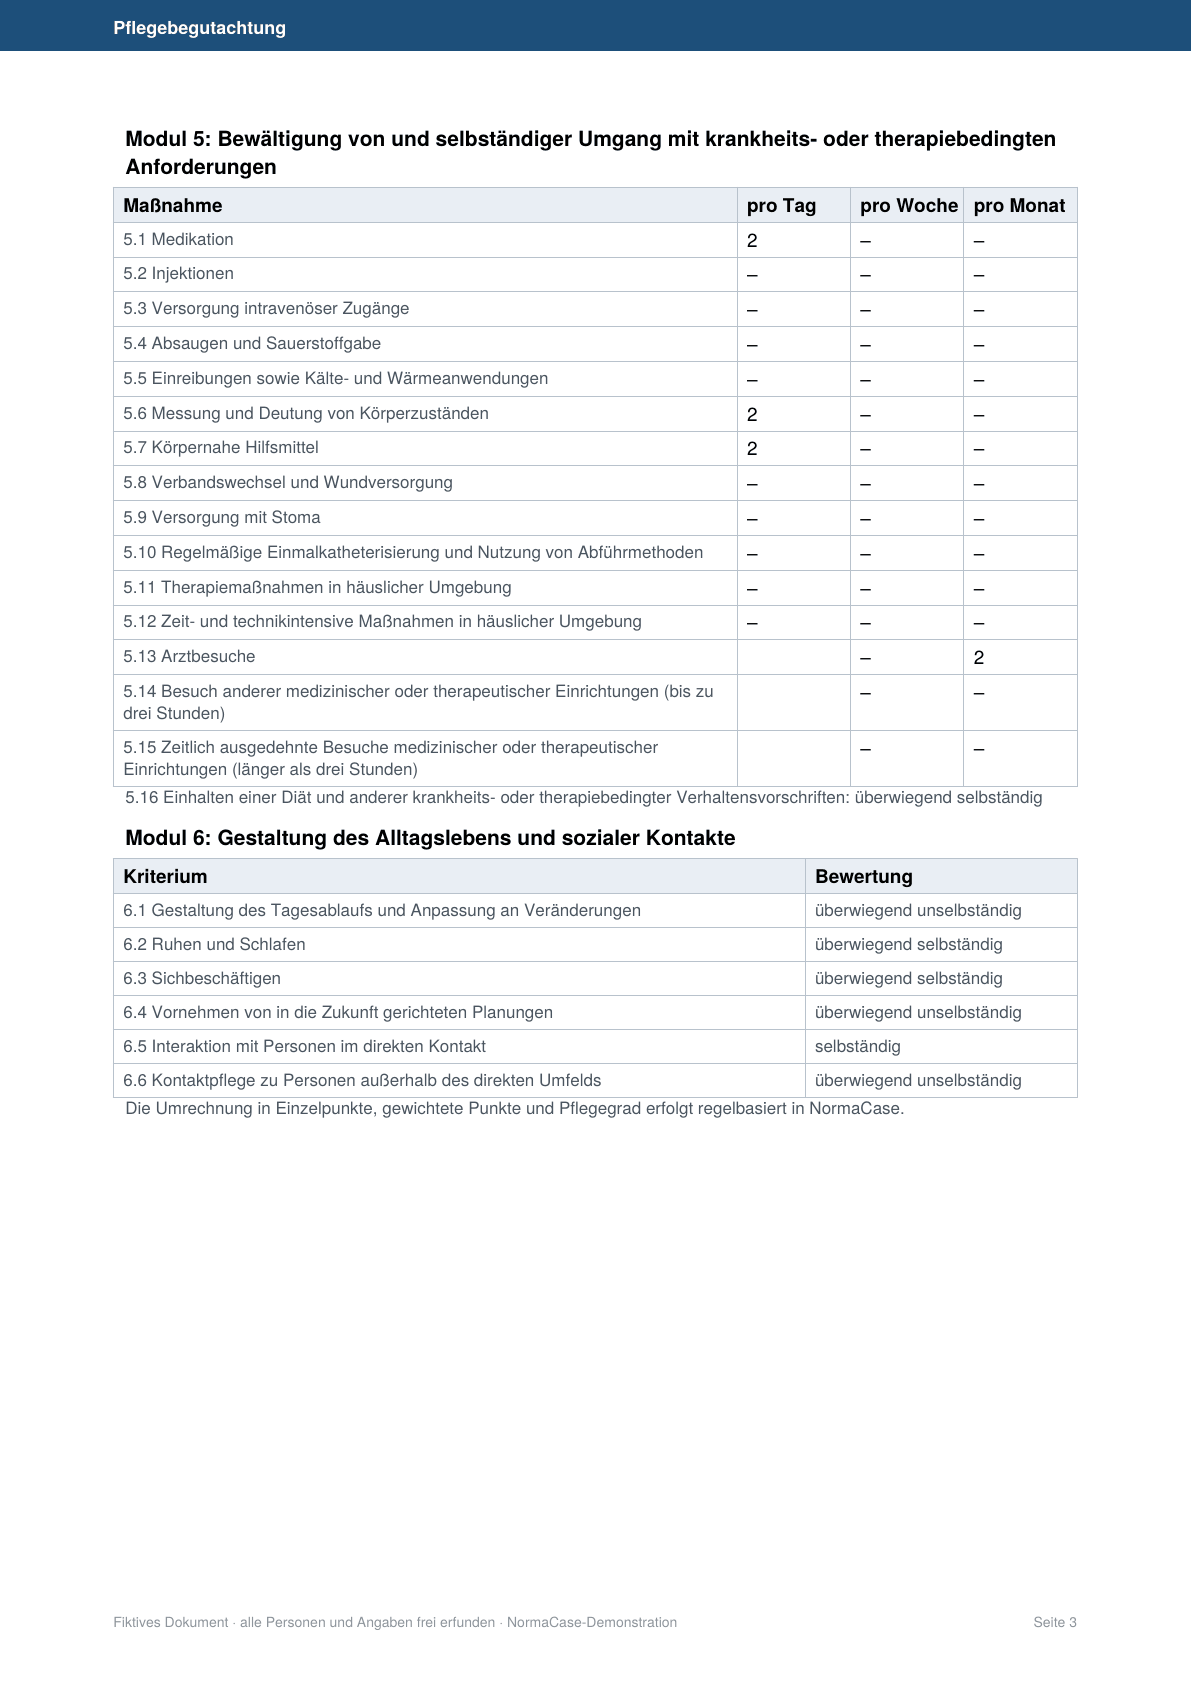 Pflegebegutachtung
Modul 5: Bewältigung von und selbständiger Umgang mit krankheits- oder therapiebedingten
Anforderungen
Maßnahme pro Tag pro Woche pro Monat
5.1 Medikation 2 – –
5.2 Injektionen – – –
5.3 Versorgung intravenöser Zugänge – – –
5.4 Absaugen und Sauerstoffgabe – – –
5.5 Einreibungen sowie Kälte- und Wärmeanwendungen – – –
5.6 Messung und Deutung von Körperzuständen 2 – –
5.7 Körpernahe Hilfsmittel 2 – –
5.8 Verbandswechsel und Wundversorgung – – –
5.9 Versorgung mit Stoma – – –
5.10 Regelmäßige Einmalkatheterisierung und Nutzung von Abführmethoden – – –
5.11 Therapiemaßnahmen in häuslicher Umgebung – – –
5.12 Zeit- und technikintensive Maßnahmen in häuslicher Umgebung – – –
5.13 Arztbesuche – 2
5.14 Besuch anderer medizinischer oder therapeutischer Einrichtungen (bis zu – –
drei Stunden)
5.15 Zeitlich ausgedehnte Besuche medizinischer oder therapeutischer – –
Einrichtungen (länger als drei Stunden)
5.16 Einhalten einer Diät und anderer krankheits- oder therapiebedingter Verhaltensvorschriften: überwiegend selbständig
Modul 6: Gestaltung des Alltagslebens und sozialer Kontakte
Kriterium Bewertung
6.1 Gestaltung des Tagesablaufs und Anpassung an Veränderungen überwiegend unselbständig
6.2 Ruhen und Schlafen überwiegend selbständig
6.3 Sichbeschäftigen überwiegend selbständig
6.4 Vornehmen von in die Zukunft gerichteten Planungen überwiegend unselbständig
6.5 Interaktion mit Personen im direkten Kontakt selbständig
6.6 Kontaktpflege zu Personen außerhalb des direkten Umfelds überwiegend unselbständig
Die Umrechnung in Einzelpunkte, gewichtete Punkte und Pflegegrad erfolgt regelbasiert in NormaCase.
Fiktives Dokument · alle Personen und Angaben frei erfunden · NormaCase-Demonstration Seite 3